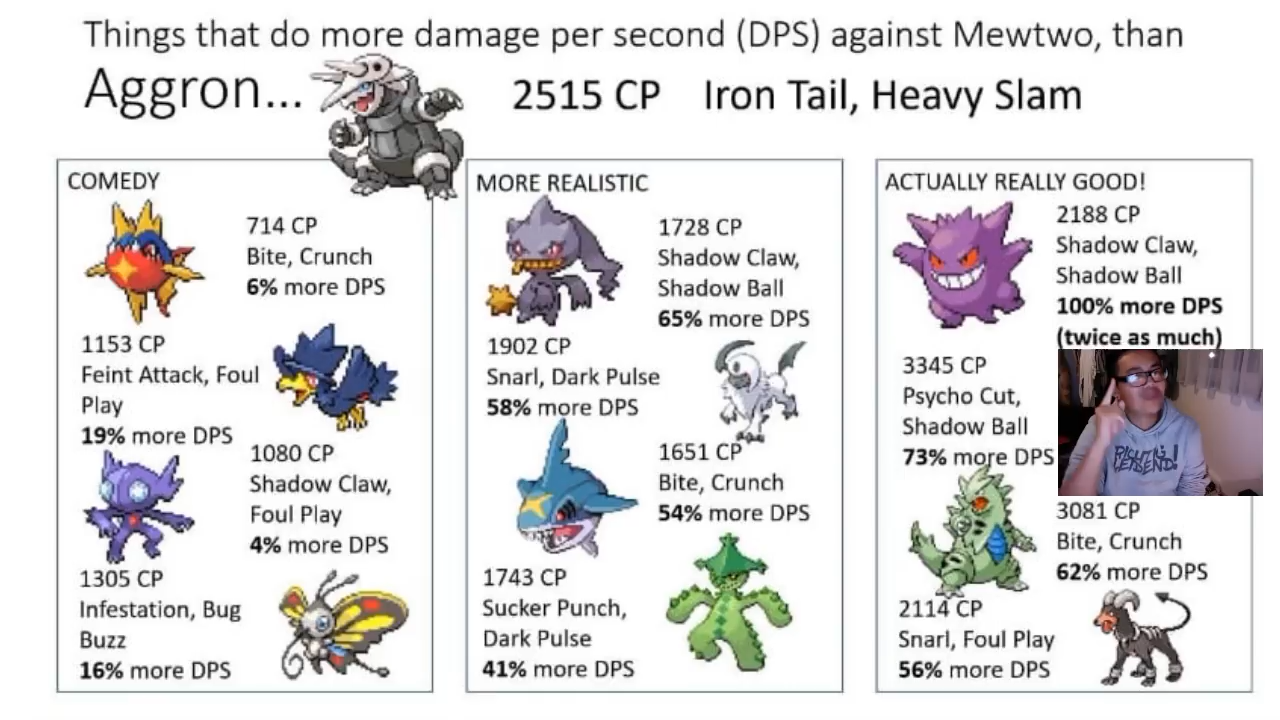 Things that do more damage per second (DPS) against Mewtwo, than
Aggron... 2515 CP Iron Tail, Heavy Slam
COMEDY
714 CP
Bite, Crunch
6% more DPS
1153 CP
Feint Attack, Foul
Play
19% more DPS
1080 CP
Shadow Claw,
Foul Play
4% more DPS
1305 CP
Infestation, Bug
Buzz
16% more DPS
MORE REALISTIC
1728 CP
Shadow Claw,
Shadow Ball
65% more DPS
1902 CP
Snarl, Dark Pulse
58% more DPS
1651 CP
Bite, Crunch
54% more DPS
1743 CP
Sucker Punch,
Dark Pulse
41% more DPS
ACTUALLY REALLY GOOD!
2188 CP
Shadow Claw,
Shadow Ball
100% more DPS
(twice as much)
3345 CP
Psycho Cut,
Shadow Ball
73% more DPS
3081 CP
Bite, Crunch
62% more DPS
2114 CP
Snarl, Foul Play
56% more DPS